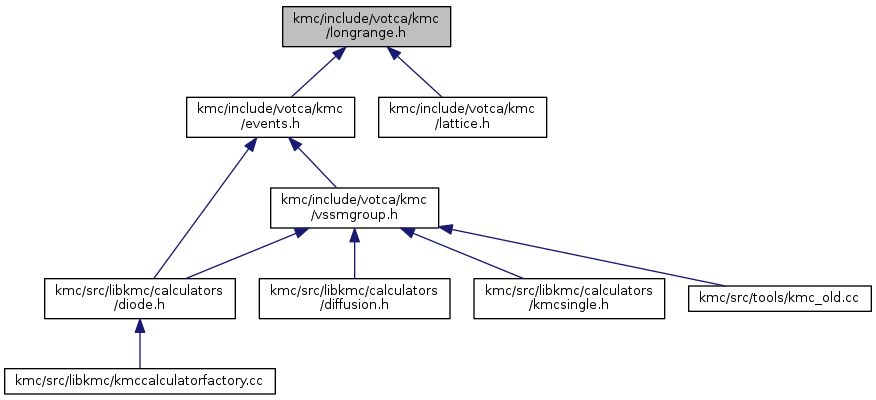 kmc/include/votca/kmc
/longrange.h
kmc/include/votca/kmc
/events.h
kmc/include/votca/kmc
/lattice.h
kmc/include/votca/kmc
/vssmgroup.h
kmc/src/libkmc/calculators
/diode.h
kmc/src/libkmc/calculators
/diffusion.h
kmc/src/libkmc/calculators
/kmcsingle.h
kmc/src/tools/kmc_old.cc
kmc/src/libkmc/kmccalculatorfactory.cc